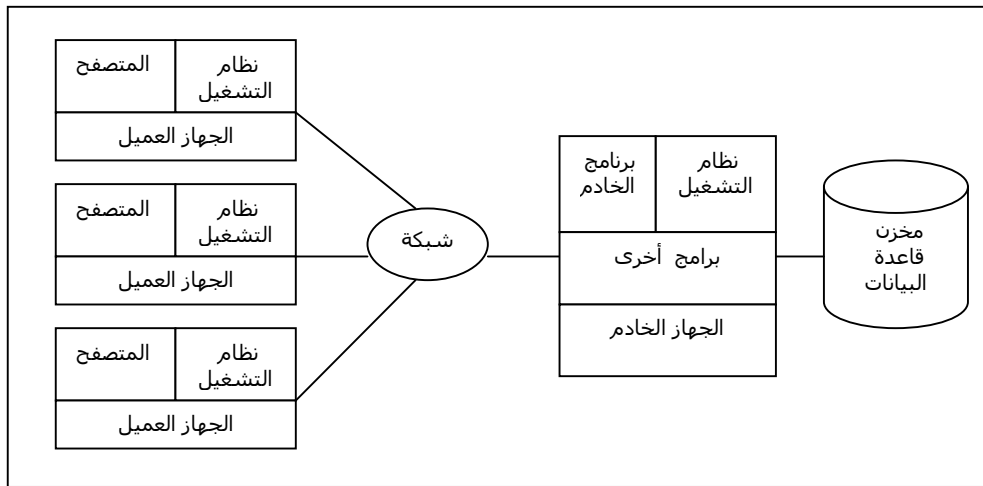 نظام
التشغيل
المتصفح
الجهاز العميل
نظام
التشغيل
المتصفح
الجهاز العميل
نظام
التشغيل
المتصفح
الجهاز العميل
شبكة
نظام
التشغيل
برنامج
الخادم
برامج أخرى
الجهاز الخادم
مخزن
قاعدة
البيانات